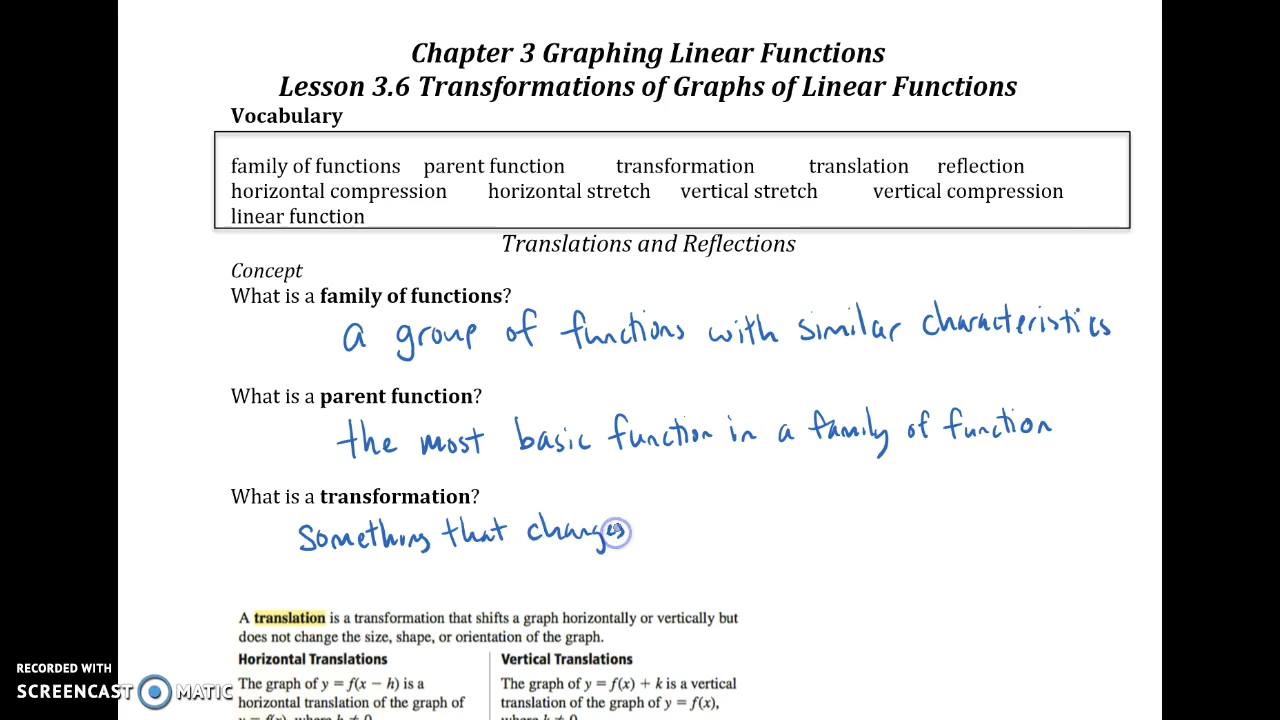 Chapter 3 Graphing Linear Functions
Lesson 3.6 Transformations of Graphs of Linear Functions
Vocabulary
family of functions parent function transformation translation reflection
horizontal compression horizontal stretch vertical stretch vertical compression
linear function
Translations and Reflections
Concept
What is a family of functions?
a group of functions with similar characteristics
What is a parent function?
the most basic function in a family of function
What is a transformation?
Something that changes
A translation is a transformation that shifts a graph horizontally or vertically but
does not change the size, shape, or orientation of the graph.
Horizontal Translations
The graph of y = f(x − h) is a
horizontal translation of the graph of
y = f(x), where h ≠ 0
Vertical Translations
The graph of y = f(x) + k is a vertical
translation of the graph of y = f(x),
where k ≠ 0
RECORDED WITH
SCREENCAST MATIC